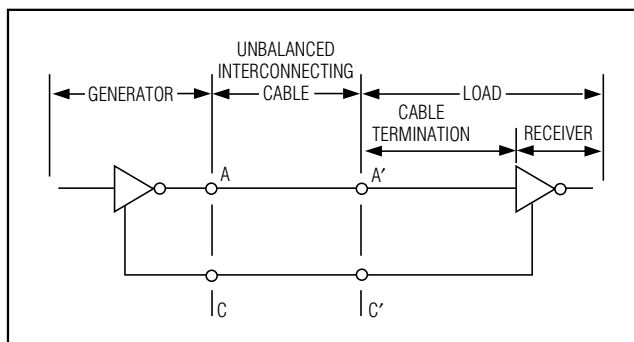 UNBALANCED
INTERCONNECTING
CABLE
GENERATOR
LOAD
CABLE
TERMINATION
RECEIVER
A
A′
C
C′